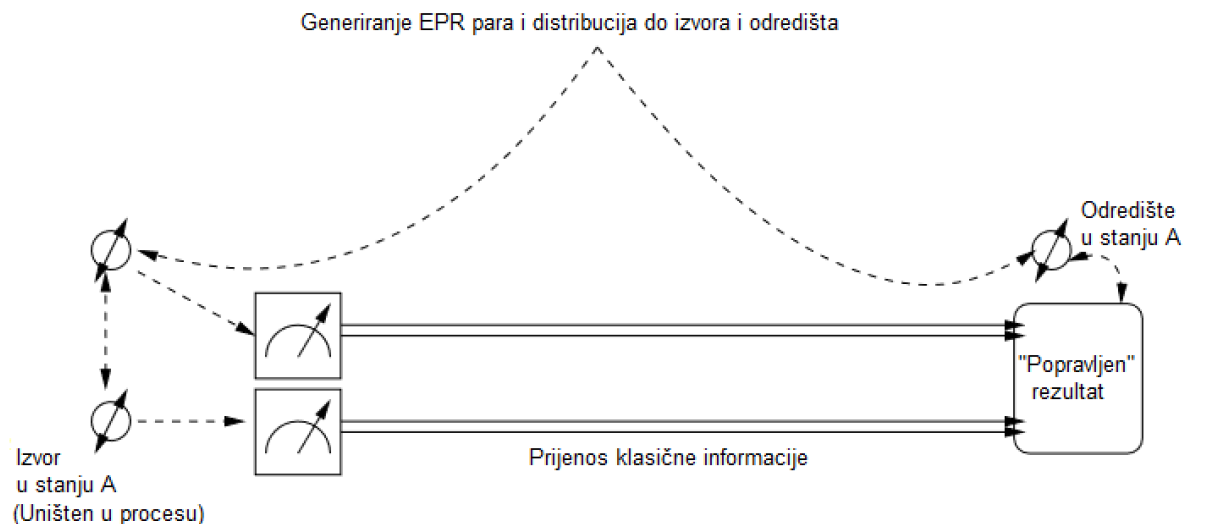 Generiranje EPR para i distribucija do izvora i odredišta
Odredište
u stanju A
"Popravljen"
rezultat
Prijenos klasične informacije
Izvor
u stanju A
(Uništen u procesu)